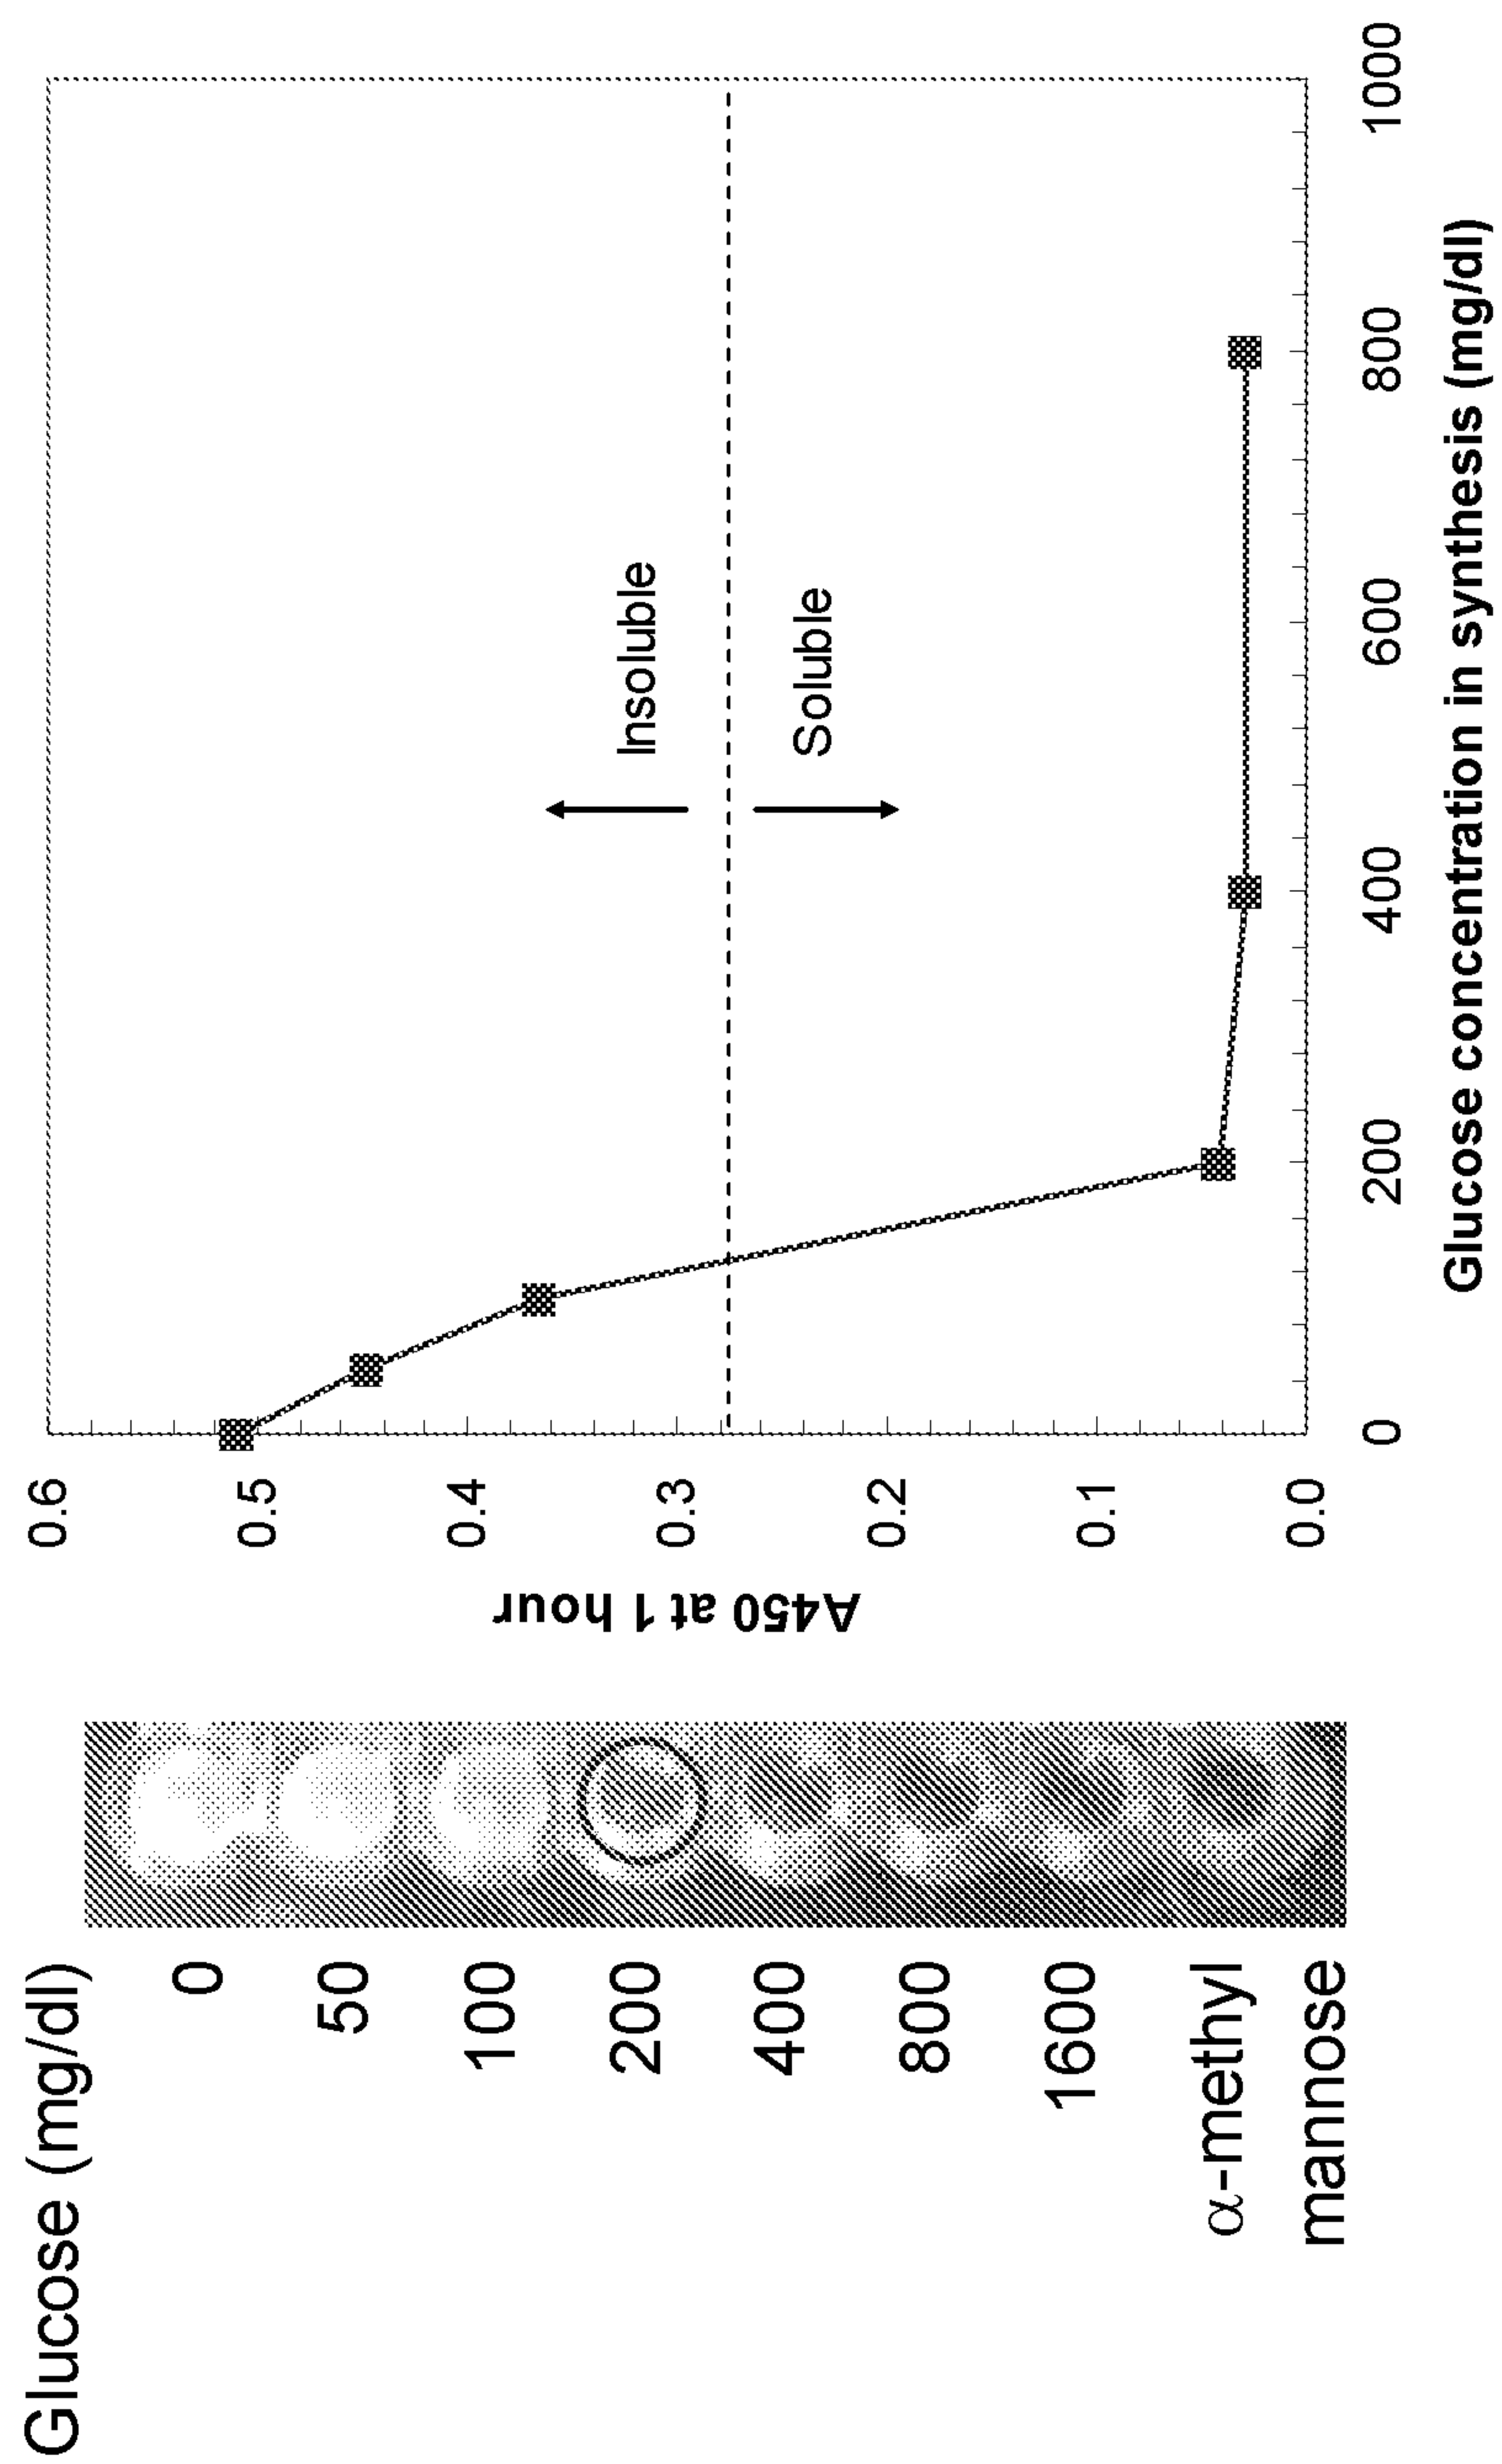 Glucose (mg/dl)
0
50
100
200
400
800
1600
α-methyl
mannose
A450 at 1 hour
0.6
0.5
0.4
0.3
0.2
0.1
0.0
Insoluble
Soluble
0
200
400
600
800
1000
Glucose concentration in synthesis (mg/dl)